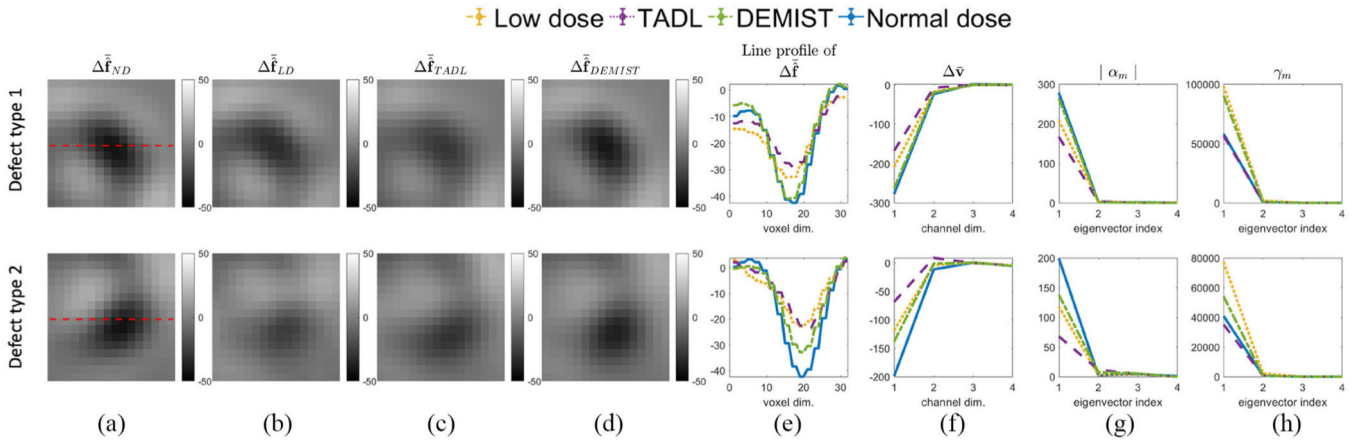 Low dose TADL DEMIST Normal dose
Δf̂̄_ND Δf̂̄_LD Δf̂̄_TADL Δf̂̄_DEMIST Line profile of Δf̂̄ Δv̄ | α_m | γ_m
Defect type 1
50 0 -50 50 0 -50 50 0 -50 50 0 -50
0 -10 -20 -30 -40
0 10 20 30
voxel dim.
0 -100 -200 -300
1 2 3 4
channel dim.
300 200 100 0
1 2 3 4
eigenvector index
100000 50000 0
1 2 3 4
eigenvector index
Defect type 2
50 0 -50 50 0 -50 50 0 -50 50 0 -50
0 -10 -20 -30 -40
0 10 20 30
voxel dim.
0 -50 -100 -150 -200
1 2 3 4
channel dim.
200 150 100 50 0
1 2 3 4
eigenvector index
80000 60000 40000 20000 0
1 2 3 4
eigenvector index
(a) (b) (c) (d) (e) (f) (g) (h)